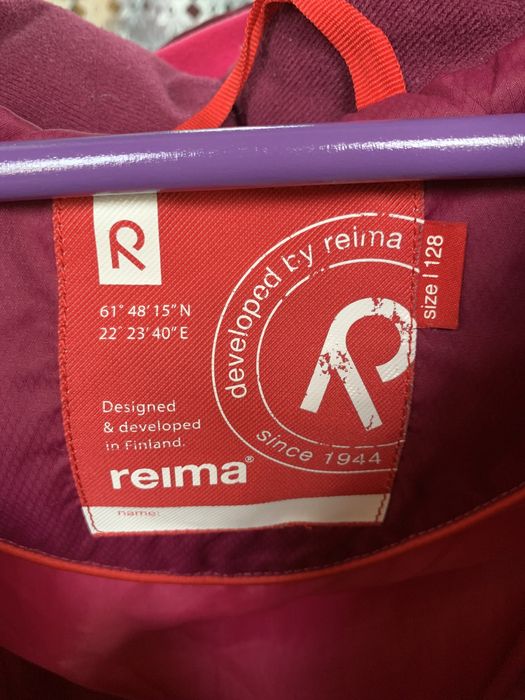 61° 48' 15" N
22° 23' 40" E
Designed
& developed
in Finland.
reima®
name:
developed by reima
since 1944
size | 128